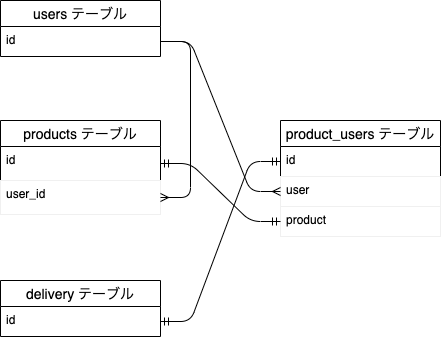 users テーブル
id
products テーブル
id
user_id
product_users テーブル
id
user
product
delivery テーブル
id